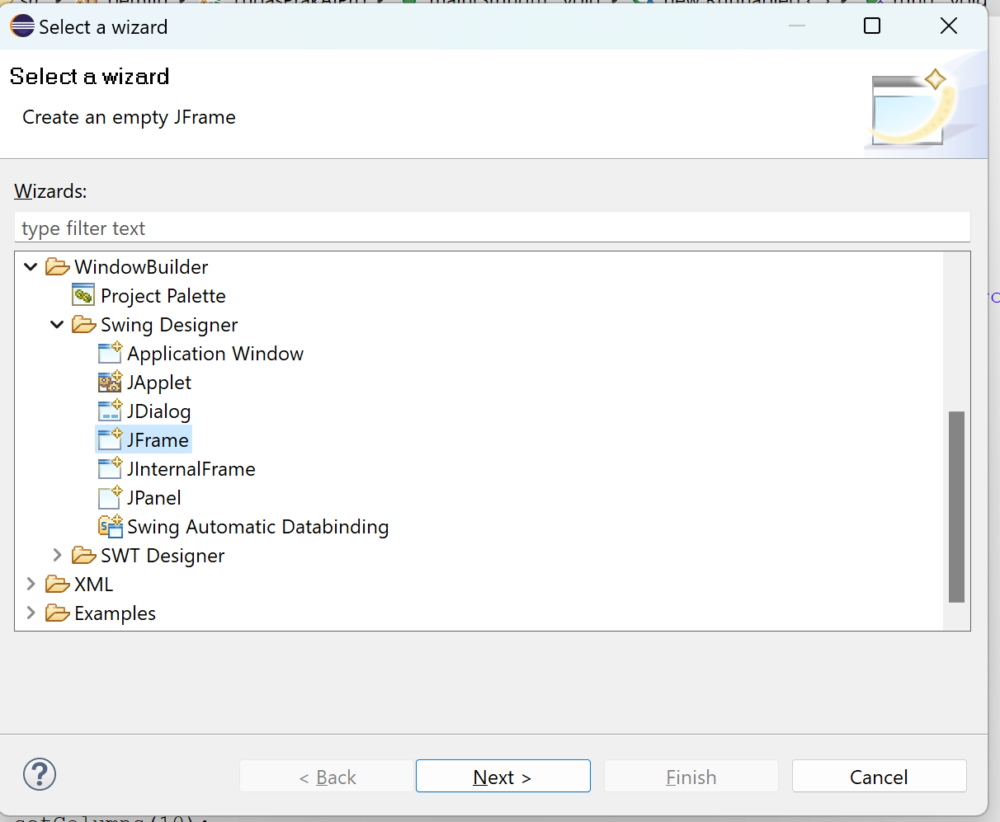 Select a wizard
Select a wizard
Create an empty JFrame
Wizards:
type filter text
WindowBuilder
Project Palette
Swing Designer
Application Window
JApplet
JDialog
JFrame
JInternalFrame
JPanel
Swing Automatic Databinding
SWT Designer
XML
Examples
?
< Back
Next >
Finish
Cancel